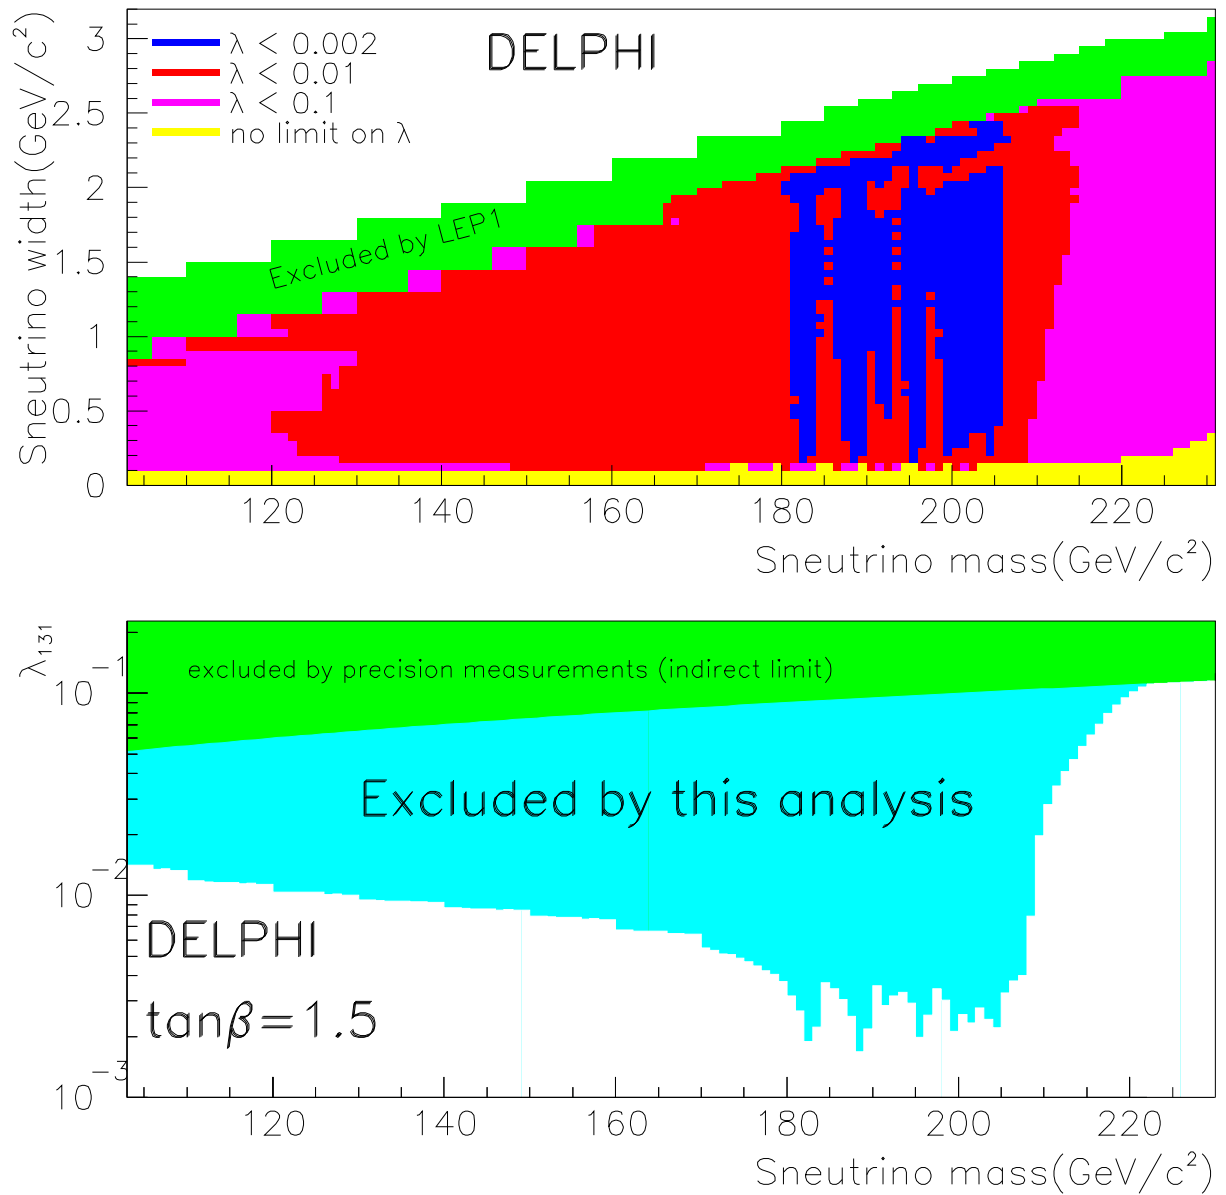 3
2.5
2
1.5
1
0.5
0
Sneutrino width(GeV/c²)
λ < 0.002
λ < 0.01
λ < 0.1
no limit on λ
DELPHI
Excluded by LEP1
120 140 160 180 200 220
Sneutrino mass(GeV/c²)
λ₁₃₁
10⁻¹
10⁻²
10⁻³
excluded by precision measurements (indirect limit)
Excluded by this analysis
DELPHI
tanβ=1.5
120 140 160 180 200 220
Sneutrino mass(GeV/c²)